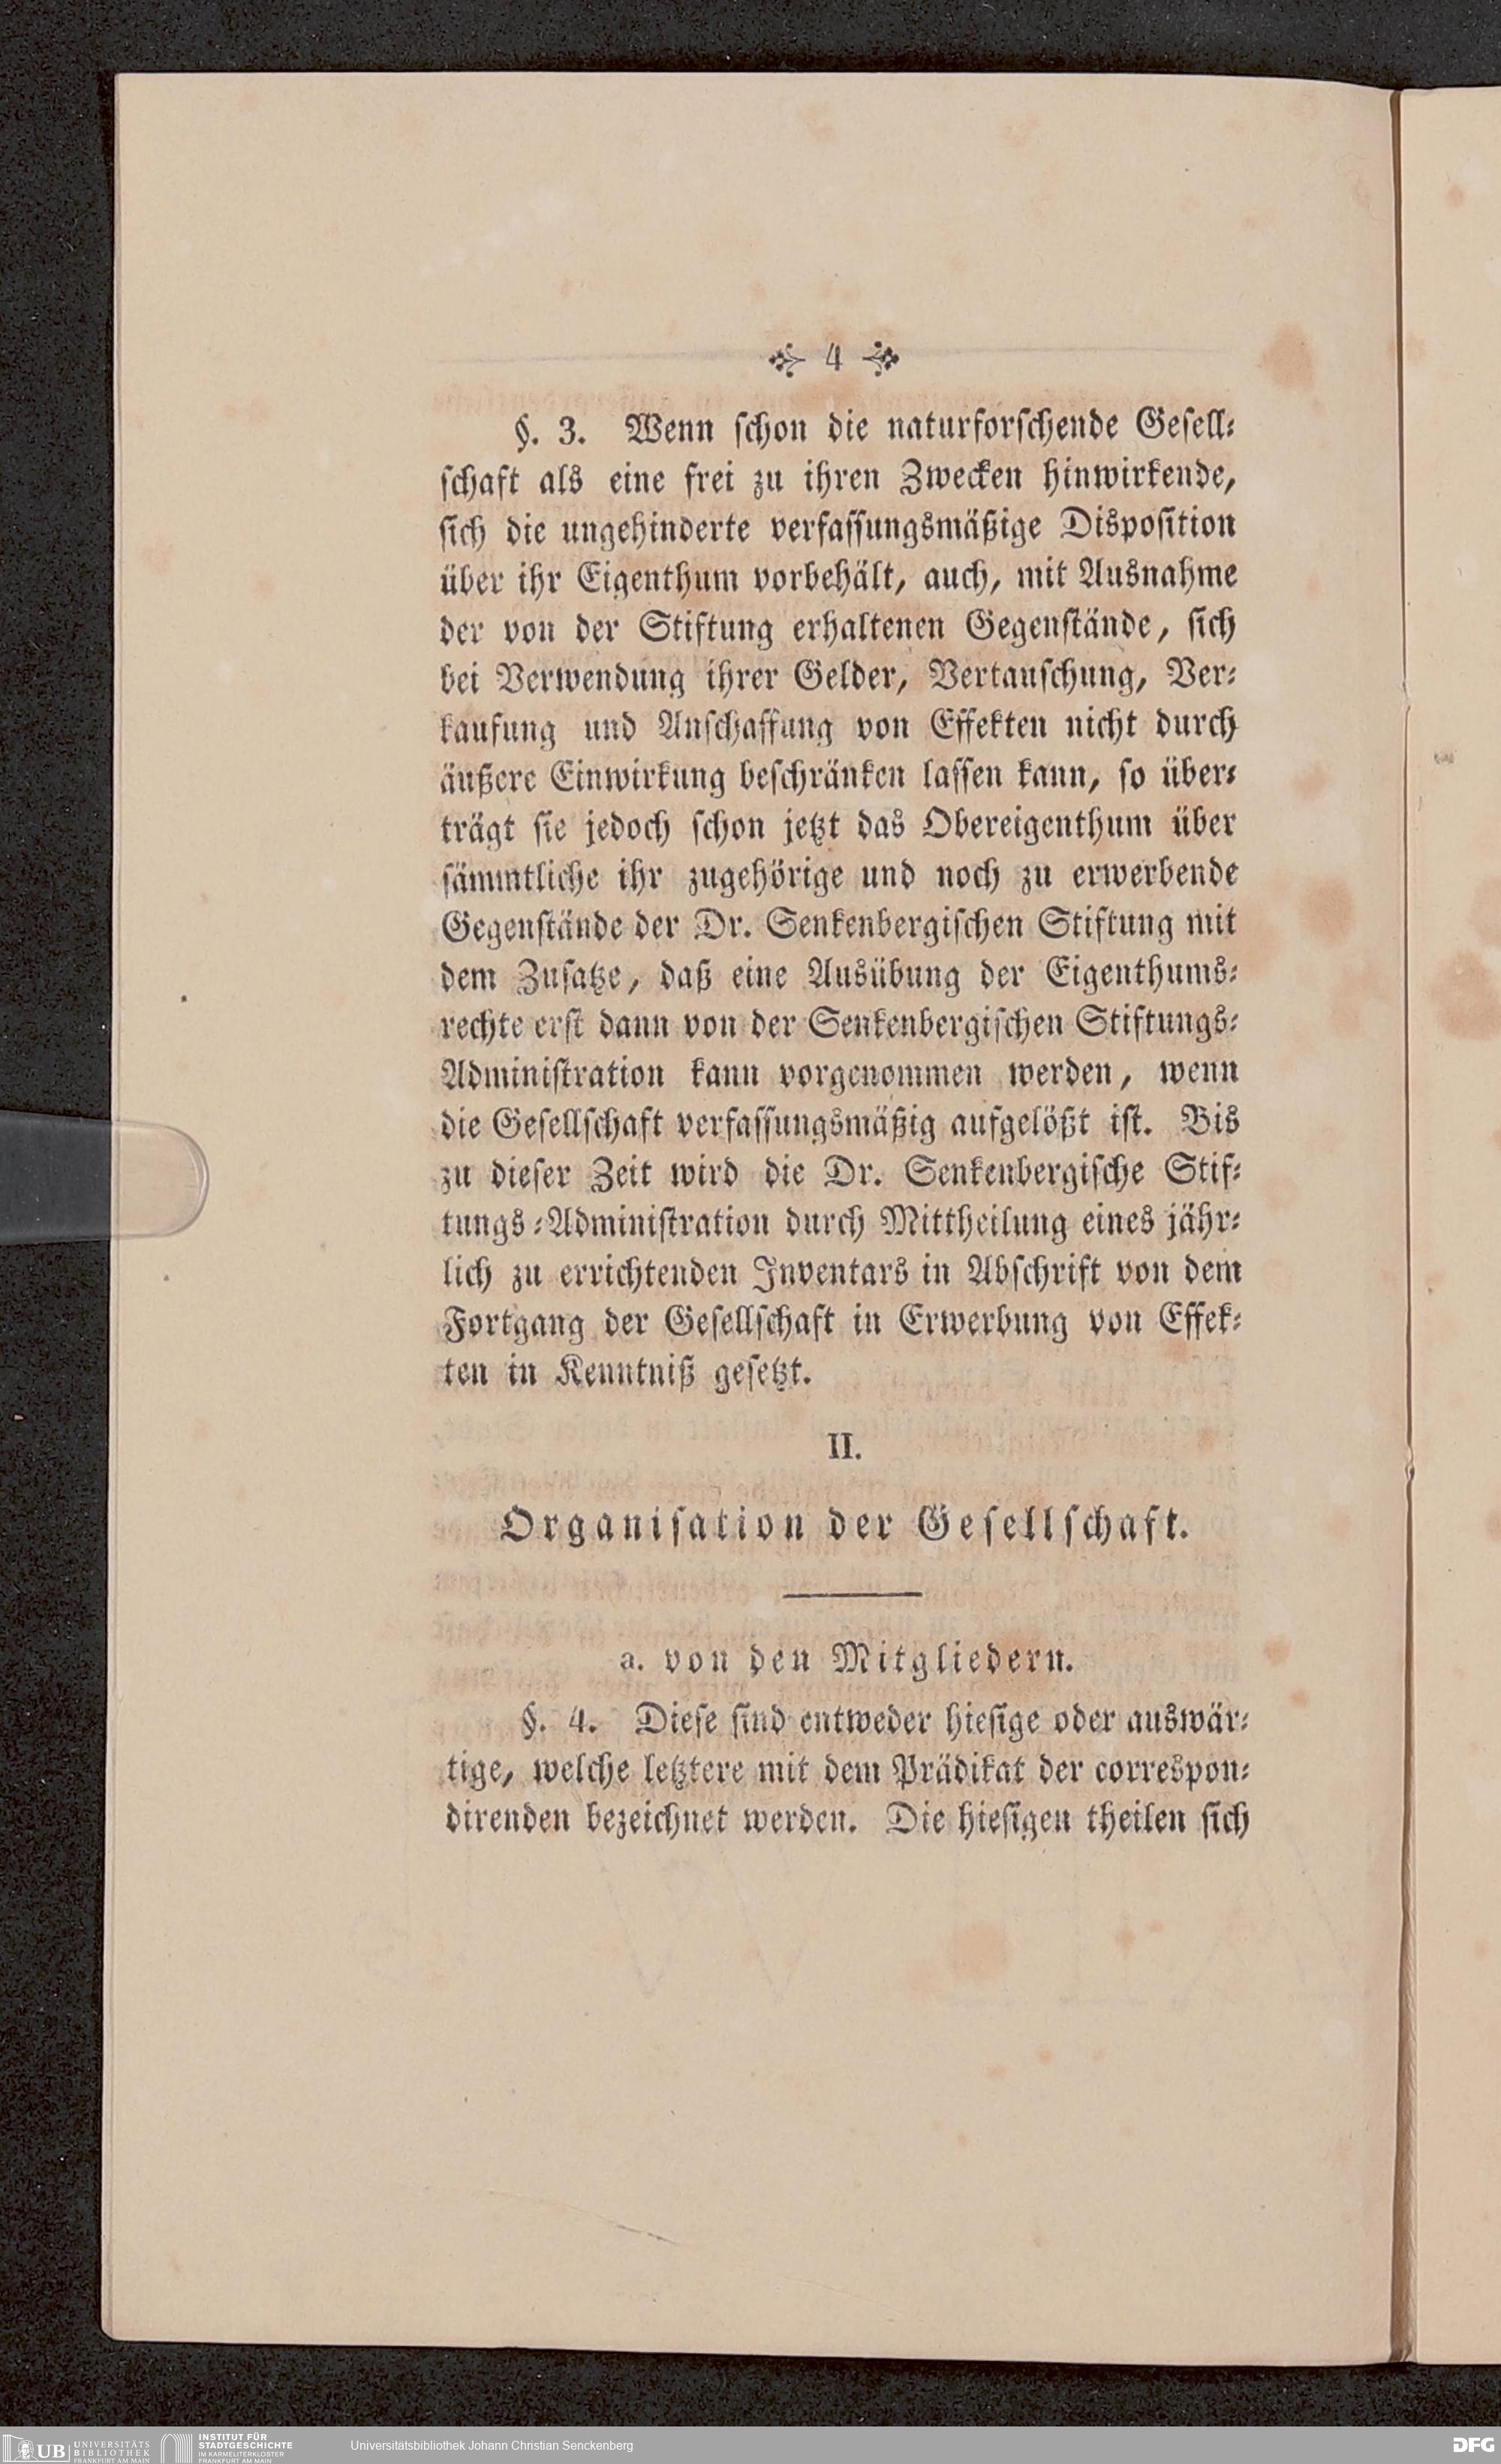 4
§. 3. Wenn schon die naturforschende Gesell-
schaft als eine frei zu ihren Zwecken hinwirkende,
sich die ungehinderte verfassungsmäßige Disposition
über ihr Eigenthum vorbehält, auch, mit Ausnahme
der von der Stiftung erhaltenen Gegenstände, sich
bei Verwendung ihrer Gelder, Vertauschung, Ver-
kaufung und Anschaffung von Effekten nicht durch
äußere Einwirkung beschränken lassen kann, so über-
trägt sie jedoch schon jetzt das Obereigenthum über
sämmtliche ihr zugehörige und noch zu erwerbende
Gegenstände der Dr. Senkenbergischen Stiftung mit
dem Zusatze, daß eine Ausübung der Eigenthums-
rechte erst dann von der Senkenbergischen Stiftungs-
Administration kann vorgenommen werden, wenn
die Gesellschaft verfassungsmäßig aufgelößt ist. Bis
zu dieser Zeit wird die Dr. Senkenbergische Stif-
tungs-Administration durch Mittheilung eines jähr-
lich zu errichtenden Inventars in Abschrift von dem
Fortgang der Gesellschaft in Erwerbung von Effek-
ten in Kenntniß gesetzt.
II.
Organisation der Gesellschaft.
a. von den Mitgliedern.
§. 4. Diese sind entweder hiesige oder auswär-
tige, welche letztere mit dem Prädikat der correspon-
direnden bezeichnet werden. Die hiesigen theilen sich
UB UNIVERSITÄTS
BIBLIOTHEK
FRANKFURT AM MAIN
INSTITUT FÜR
STADTGESCHICHTE
IM KARMELITERKLOSTER
FRANKFURT AM MAIN
Universitätsbibliothek Johann Christian Senckenberg
DFG